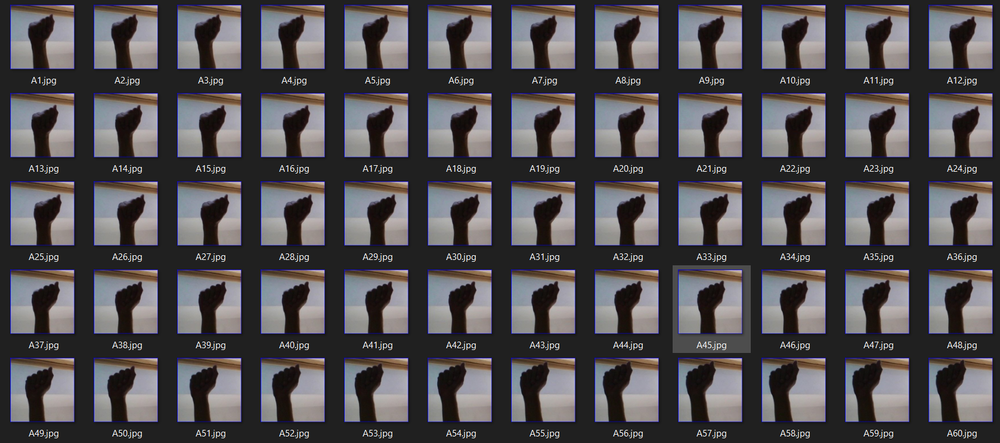 A1.jpg A2.jpg A3.jpg A4.jpg A5.jpg A6.jpg A7.jpg A8.jpg A9.jpg A10.jpg A11.jpg A12.jpg
A13.jpg A14.jpg A15.jpg A16.jpg A17.jpg A18.jpg A19.jpg A20.jpg A21.jpg A22.jpg A23.jpg A24.jpg
A25.jpg A26.jpg A27.jpg A28.jpg A29.jpg A30.jpg A31.jpg A32.jpg A33.jpg A34.jpg A35.jpg A36.jpg
A37.jpg A38.jpg A39.jpg A40.jpg A41.jpg A42.jpg A43.jpg A44.jpg A45.jpg A46.jpg A47.jpg A48.jpg
A49.jpg A50.jpg A51.jpg A52.jpg A53.jpg A54.jpg A55.jpg A56.jpg A57.jpg A58.jpg A59.jpg A60.jpg